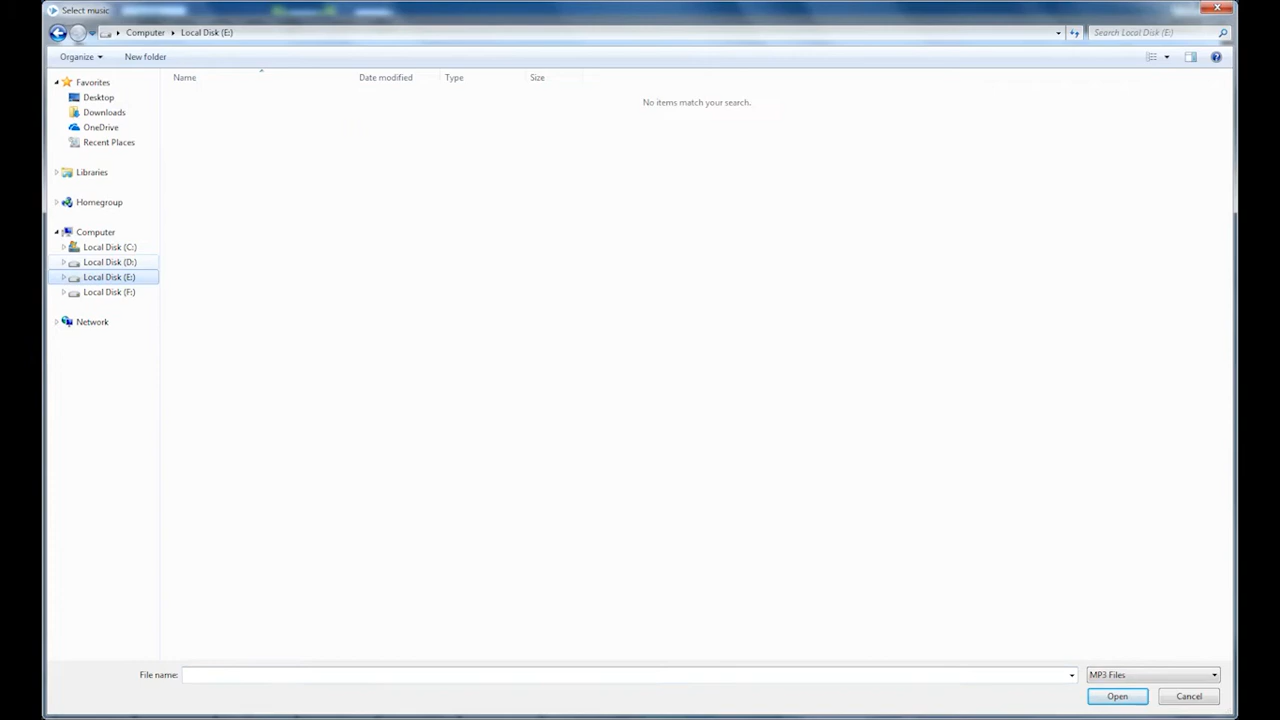 Select music
Computer Local Disk (E:)
Search Local Disk (E:)
Organize New folder
Name Date modified Type Size
No items match your search.
Favorites
Desktop
Downloads
OneDrive
Recent Places
Libraries
Homegroup
Computer
Local Disk (C:)
Local Disk (D:)
Local Disk (E:)
Local Disk (F:)
Network
File name:
MP3 Files
Open Cancel